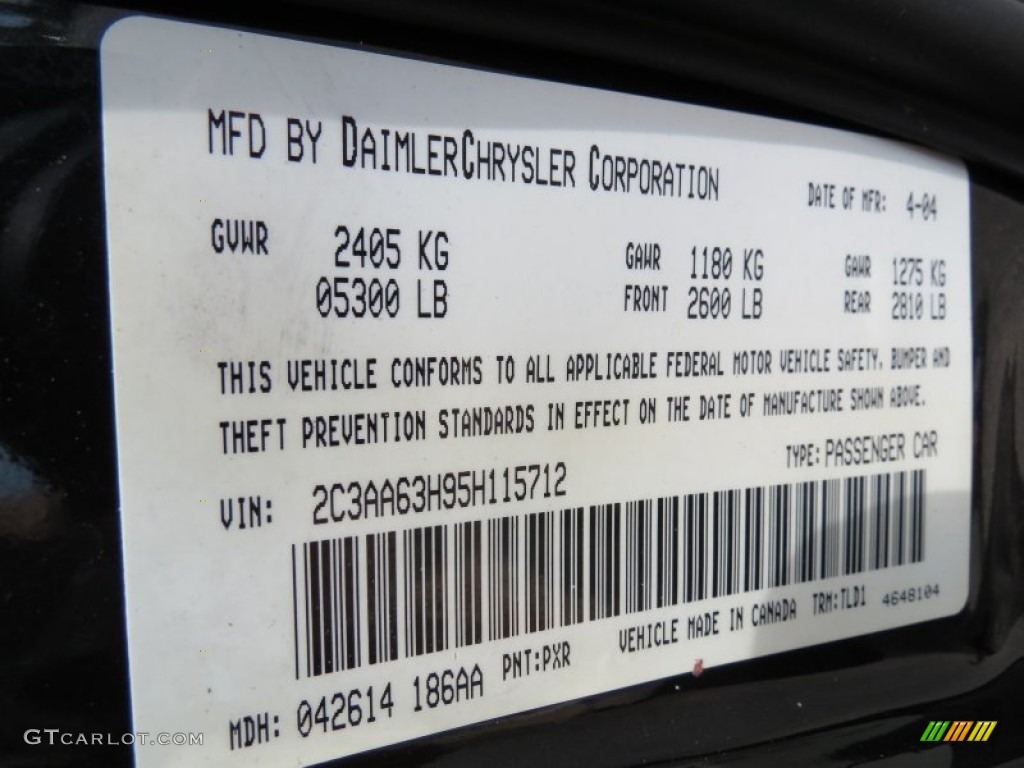 MFD BY DAIMLERCHRYSLER CORPORATION DATE OF MFR: 4-04
GVWR 2405 KG GAWR 1180 KG GAWR 1275 KG
05300 LB FRONT 2600 LB REAR 2810 LB
THIS VEHICLE CONFORMS TO ALL APPLICABLE FEDERAL MOTOR VEHICLE SAFETY, BUMPER AND
THEFT PREVENTION STANDARDS IN EFFECT ON THE DATE OF MANUFACTURE SHOWN ABOVE.
VIN: 2C3AA63H95H115712 TYPE: PASSENGER CAR
MDH: 042614 186AA PNT:PXR VEHICLE MADE IN CANADA TRM:TLD1 4648104
GTCARLOT.COM